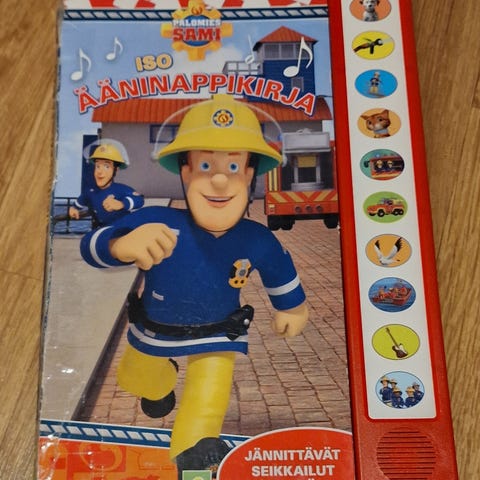 PALOMIES
SAMI
ISO
ÄÄNINAPPIKIRJA
JÄNNITTÄVÄT
SEIKKAILUT